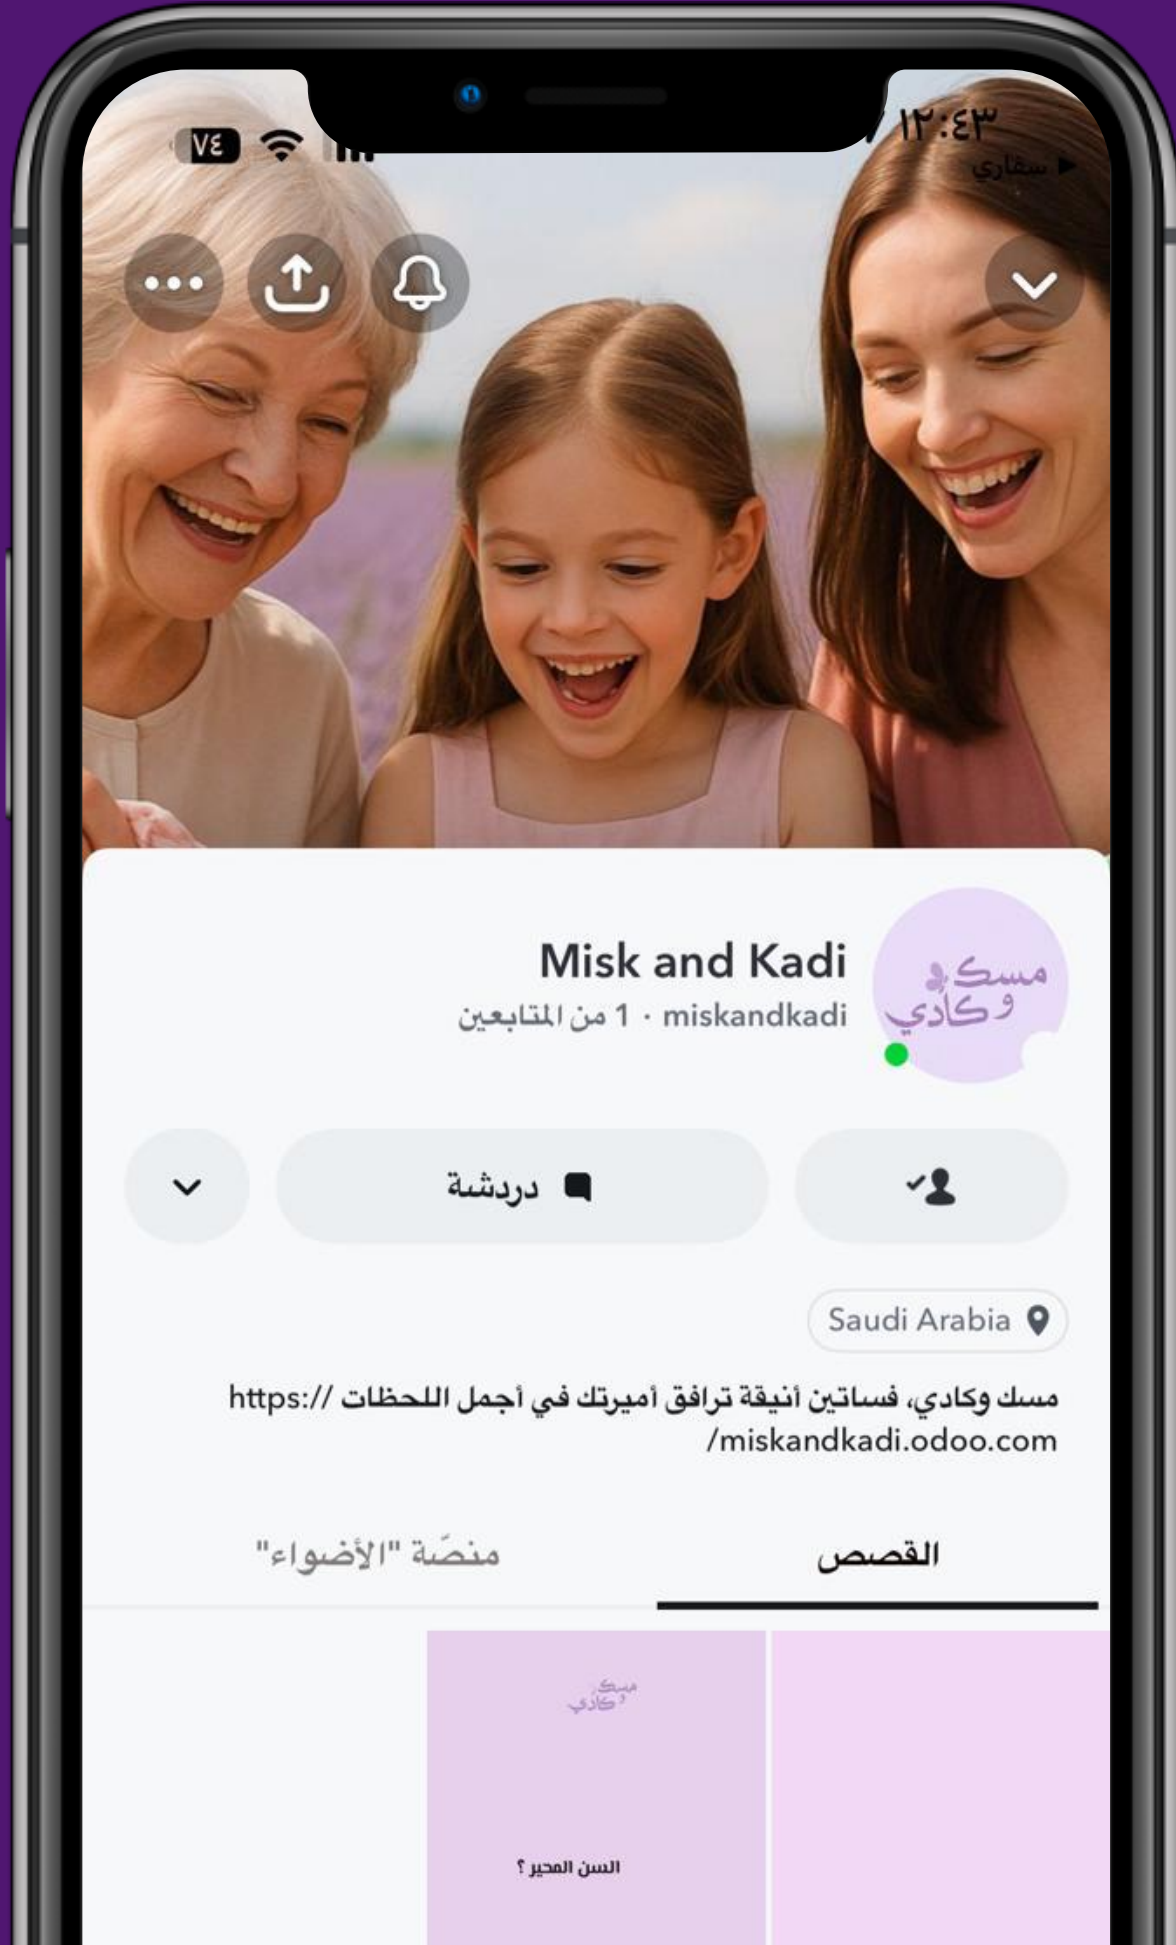 ١٢:٤٣
٧٤
سفاري
Misk and Kadi
miskandkadi · 1 من المتابعين
مسك
وكادي
دردشة
Saudi Arabia
مسك وكادي، فساتين أنيقة ترافق أميرتك في أجمل اللحظات https://
miskandkadi.odoo.com/
القصص
منصّة "الأضواء"
مسك
وكادي
السن المحير ؟